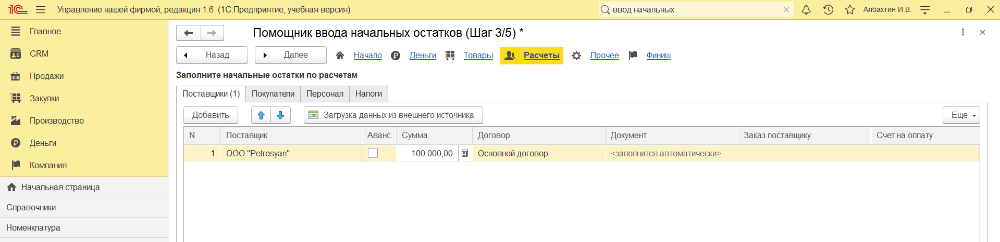 1С Управление нашей фирмой, редакция 1.6 (1С:Предприятие, учебная версия) ввод начальных Албахтин И.В.
Главное
CRM
Продажи
Закупки
Производство
Деньги
Компания
Начальная страница
Справочники
Номенклатура
Помощник ввода начальных остатков (Шаг 3/5) *
Назад Далее Начало Деньги Товары Расчеты Прочее Финиш
Заполните начальные остатки по расчетам
Поставщики (1) Покупатели Персонал Налоги
Добавить Загрузка данных из внешнего источника Еще
N Поставщик Аванс Сумма Договор Документ Заказ поставщику Счет на оплату
1 ООО "Petrosyan" 100 000,00 Основной договор <заполнится автоматически>